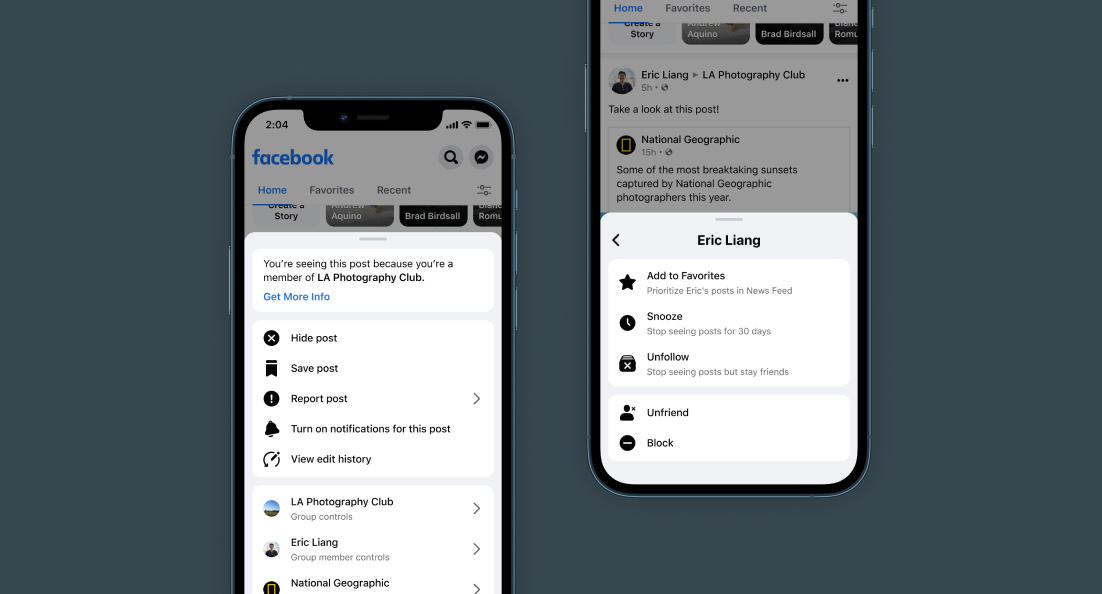 2:04
facebook
Home Favorites Recent
Create a
Story
Andrew
Aquino
Brad Birdsall
Romu
You're seeing this post because you're a
member of LA Photography Club.
Get More Info
Hide post
Save post
Report post
Turn on notifications for this post
View edit history
LA Photography Club
Group controls
Eric Liang
Group member controls
National Geographic
Home Favorites Recent
Create a
Story
Andrew
Aquino
Brad Birdsall
Romu
Eric Liang ▸ LA Photography Club
5h •
Take a look at this post!
National Geographic
15h •
Some of the most breaktaking sunsets
captured by National Geographic
photographers this year.
Eric Liang
Add to Favorites
Prioritize Eric's posts in News Feed
Snooze
Stop seeing posts for 30 days
Unfollow
Stop seeing posts but stay friends
Unfriend
Block